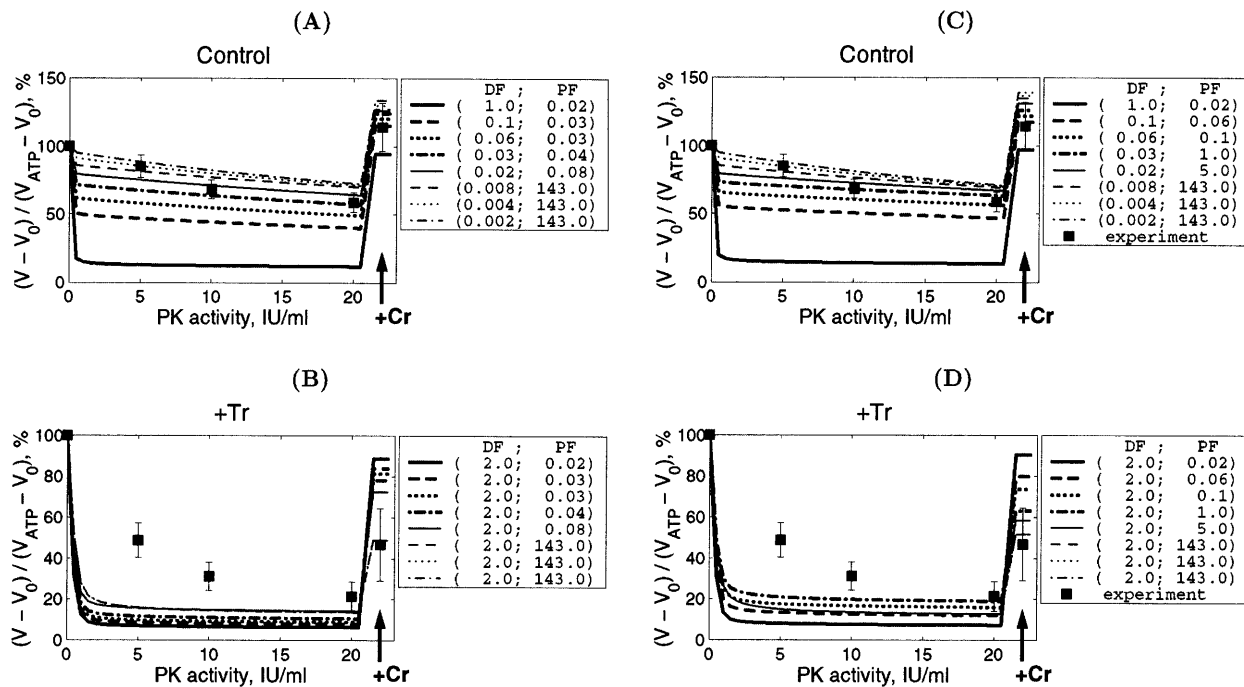 (A)
Control
(V − V0) / (VATP − V0), %
150
100
50
0
0 5 10 15 20
PK activity, IU/ml
+Cr
DF ; PF
( 1.0; 0.02)
( 0.1; 0.03)
( 0.06; 0.03)
( 0.03; 0.04)
( 0.02; 0.08)
(0.008; 143.0)
(0.004; 143.0)
(0.002; 143.0)
(C)
Control
(V − V0) / (VATP − V0), %
150
100
50
0
0 5 10 15 20
PK activity, IU/ml
+Cr
DF ; PF
( 1.0; 0.02)
( 0.1; 0.06)
( 0.06; 0.1)
( 0.03; 1.0)
( 0.02; 5.0)
(0.008; 143.0)
(0.004; 143.0)
(0.002; 143.0)
experiment
(B)
+Tr
(V − V0) / (VATP − V0), %
100
80
60
40
20
0
0 5 10 15 20
PK activity, IU/ml
+Cr
DF ; PF
( 2.0; 0.02)
( 2.0; 0.03)
( 2.0; 0.03)
( 2.0; 0.04)
( 2.0; 0.08)
( 2.0; 143.0)
( 2.0; 143.0)
( 2.0; 143.0)
(D)
+Tr
(V − V0) / (VATP − V0), %
100
80
60
40
20
0
0 5 10 15 20
PK activity, IU/ml
+Cr
DF ; PF
( 2.0; 0.02)
( 2.0; 0.06)
( 2.0; 0.1)
( 2.0; 1.0)
( 2.0; 5.0)
( 2.0; 143.0)
( 2.0; 143.0)
( 2.0; 143.0)
experiment